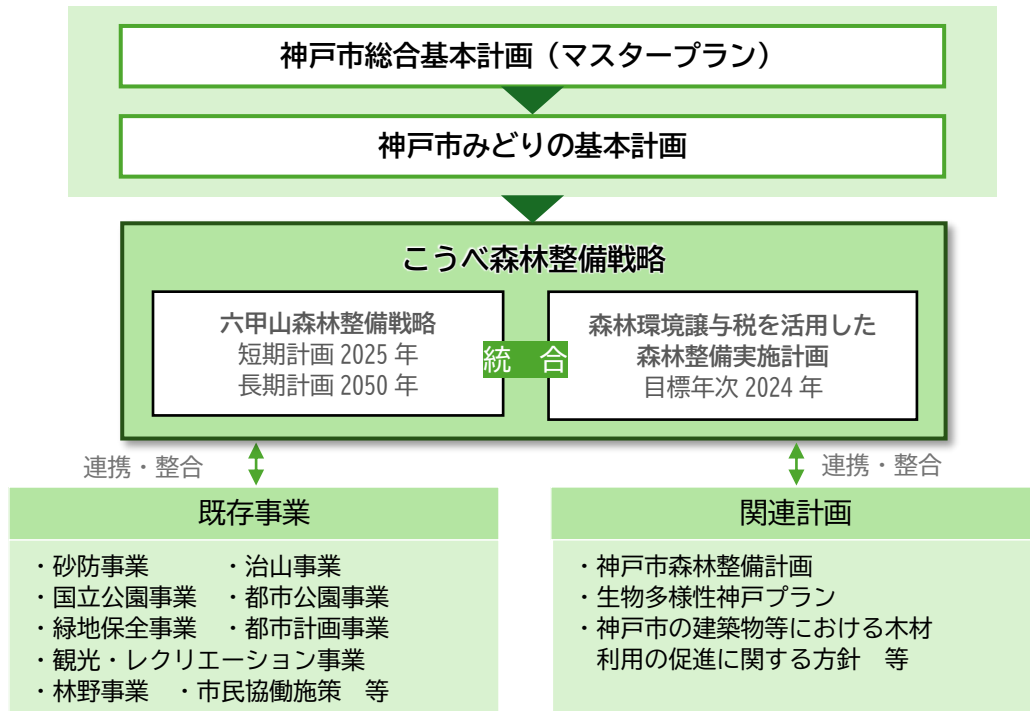 神戸市総合基本計画（マスタープラン）
神戸市みどりの基本計画
こうべ森林整備戦略
六甲山森林整備戦略
短期計画 2025 年
長期計画 2050 年
統　合
森林環境譲与税を活用した
森林整備実施計画
目標年次 2024 年
連携・整合
連携・整合
既存事業
・砂防事業　　　・治山事業
・国立公園事業　・都市公園事業
・緑地保全事業　・都市計画事業
・観光・レクリエーション事業
・林野事業　・市民協働施策　等
関連計画
・神戸市森林整備計画
・生物多様性神戸プラン
・神戸市の建築物等における木材
利用の促進に関する方針　等